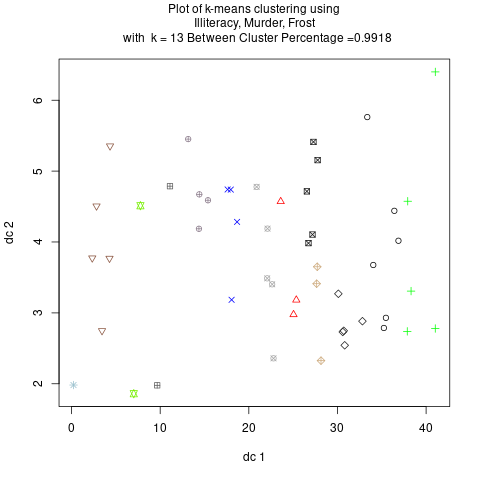 Plot of k-means clustering using
Illiteracy, Murder, Frost
with k = 13 Between Cluster Percentage =0.9918
6
5
4
3
2
dc 2
0 10 20 30 40
dc 1